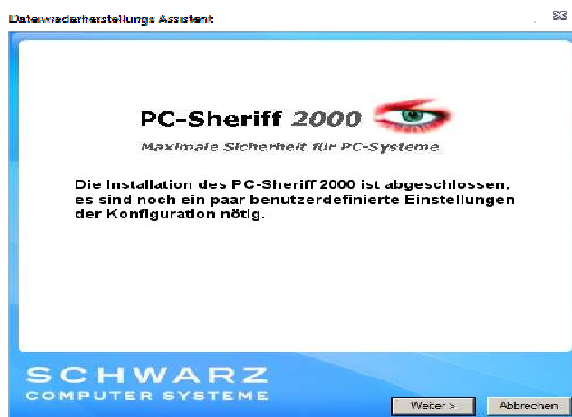 Datenwiederherstellungs Assistent
PC-Sheriff 2000
Maximale Sicherheit für PC-Systeme
Die Installation des PC-Sheriff 2000 ist abgeschlossen,
es sind noch ein paar benutzerdefinierte Einstellungen
der Konfiguration nötig.
SCHWARZ
COMPUTER SYSTEME
Weiter > Abbrechen